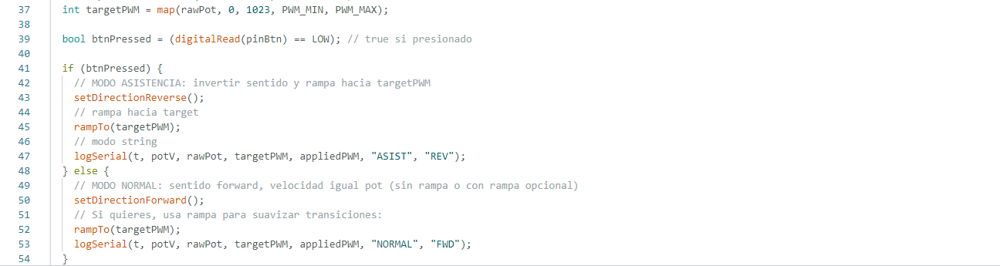 37 int targetPWM = map(rawPot, 0, 1023, PWM_MIN, PWM_MAX);
38
39 bool btnPressed = (digitalRead(pinBtn) == LOW); // true si presionado
40
41 if (btnPressed) {
42 // MODO ASISTENCIA: invertir sentido y rampa hacia targetPWM
43 setDirectionReverse();
44 // rampa hacia target
45 rampTo(targetPWM);
46 // modo string
47 logSerial(t, potV, rawPot, targetPWM, appliedPWM, "ASIST", "REV");
48 } else {
49 // MODO NORMAL: sentido forward, velocidad igual pot (sin rampa o con rampa opcional)
50 setDirectionForward();
51 // Si quieres, usa rampa para suavizar transiciones:
52 rampTo(targetPWM);
53 logSerial(t, potV, rawPot, targetPWM, appliedPWM, "NORMAL", "FWD");
54 }